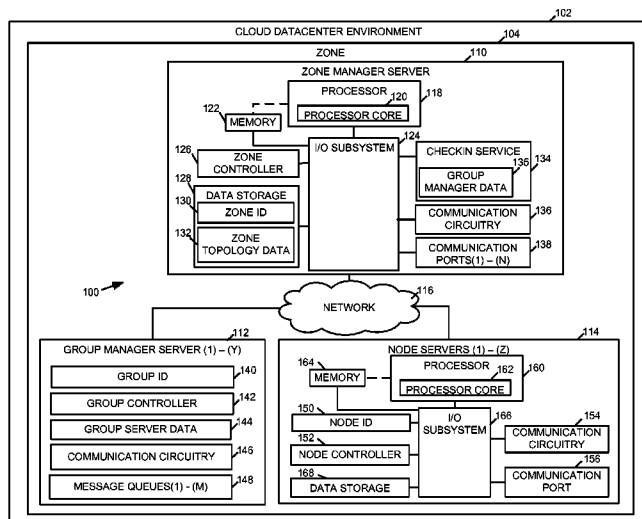 102
CLOUD DATACENTER ENVIRONMENT
104
ZONE
110
ZONE MANAGER SERVER
PROCESSOR
120
PROCESSOR CORE
118
122
MEMORY
124
I/O SUBSYSTEM
126
ZONE
CONTROLLER
CHECKIN SERVICE
135
134
GROUP
MANAGER DATA
128
DATA STORAGE
130
ZONE ID
132
ZONE
TOPOLOGY DATA
COMMUNICATION
CIRCUITRY
136
COMMUNICATION
PORTS(1) – (N)
138
100
NETWORK
116
112
GROUP MANAGER SERVER (1) – (Y)
GROUP ID
140
GROUP CONTROLLER
142
GROUP SERVER DATA
144
COMMUNICATION CIRCUITRY
146
MESSAGE QUEUES(1) - (M)
148
114
NODE SERVERS (1) – (Z)
164
MEMORY
PROCESSOR
162
PROCESSOR CORE
160
150
NODE ID
I/O
SUBSYSTEM
166
154
COMMUNICATION
CIRCUITRY
152
NODE CONTROLLER
156
COMMUNICATION
PORT
168
DATA STORAGE